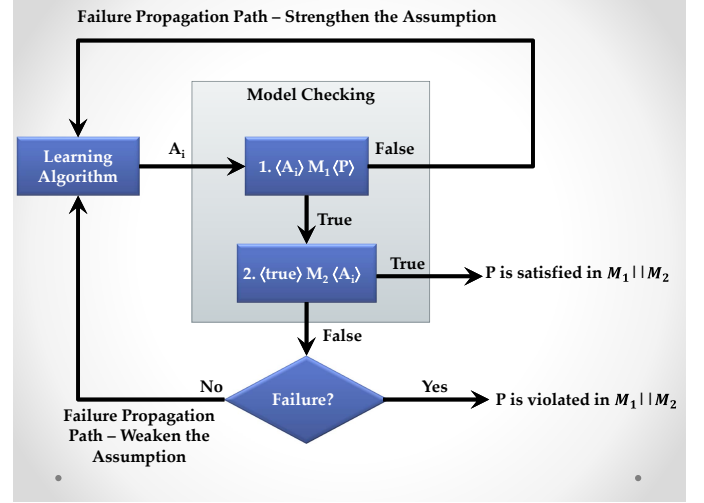 Failure Propagation Path – Strengthen the Assumption
Model Checking
Learning
Algorithm
Aᵢ
1. ⟨Aᵢ⟩ M₁ ⟨P⟩
False
True
2. ⟨true⟩ M₂ ⟨Aᵢ⟩
True
P is satisfied in M₁||M₂
False
No
Failure?
Yes
P is violated in M₁||M₂
Failure Propagation
Path – Weaken the
Assumption